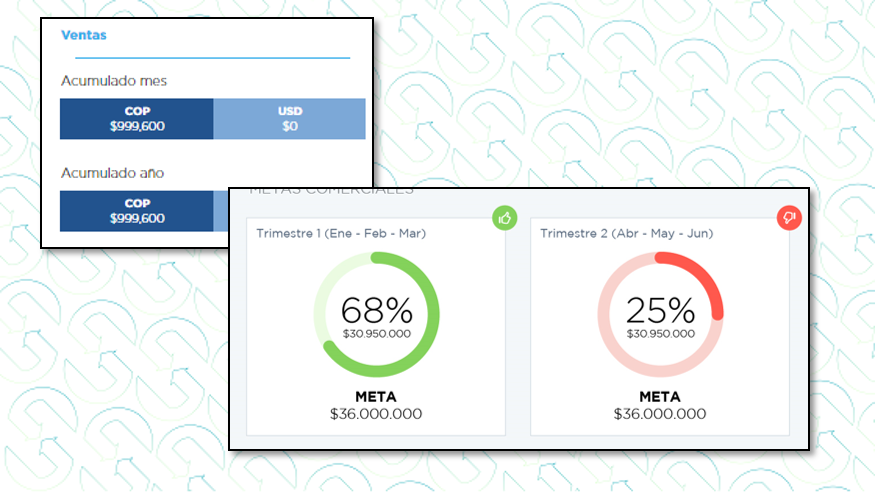 Ventas
Acumulado mes
COP USD
$999,600 $0
Acumulado año
COP
$999,600
METAS COMERCIALES
Trimestre 1 (Ene - Feb - Mar)
68%
$30.950.000
META
$36.000.000
Trimestre 2 (Abr - May - Jun)
25%
$30.950.000
META
$36.000.000